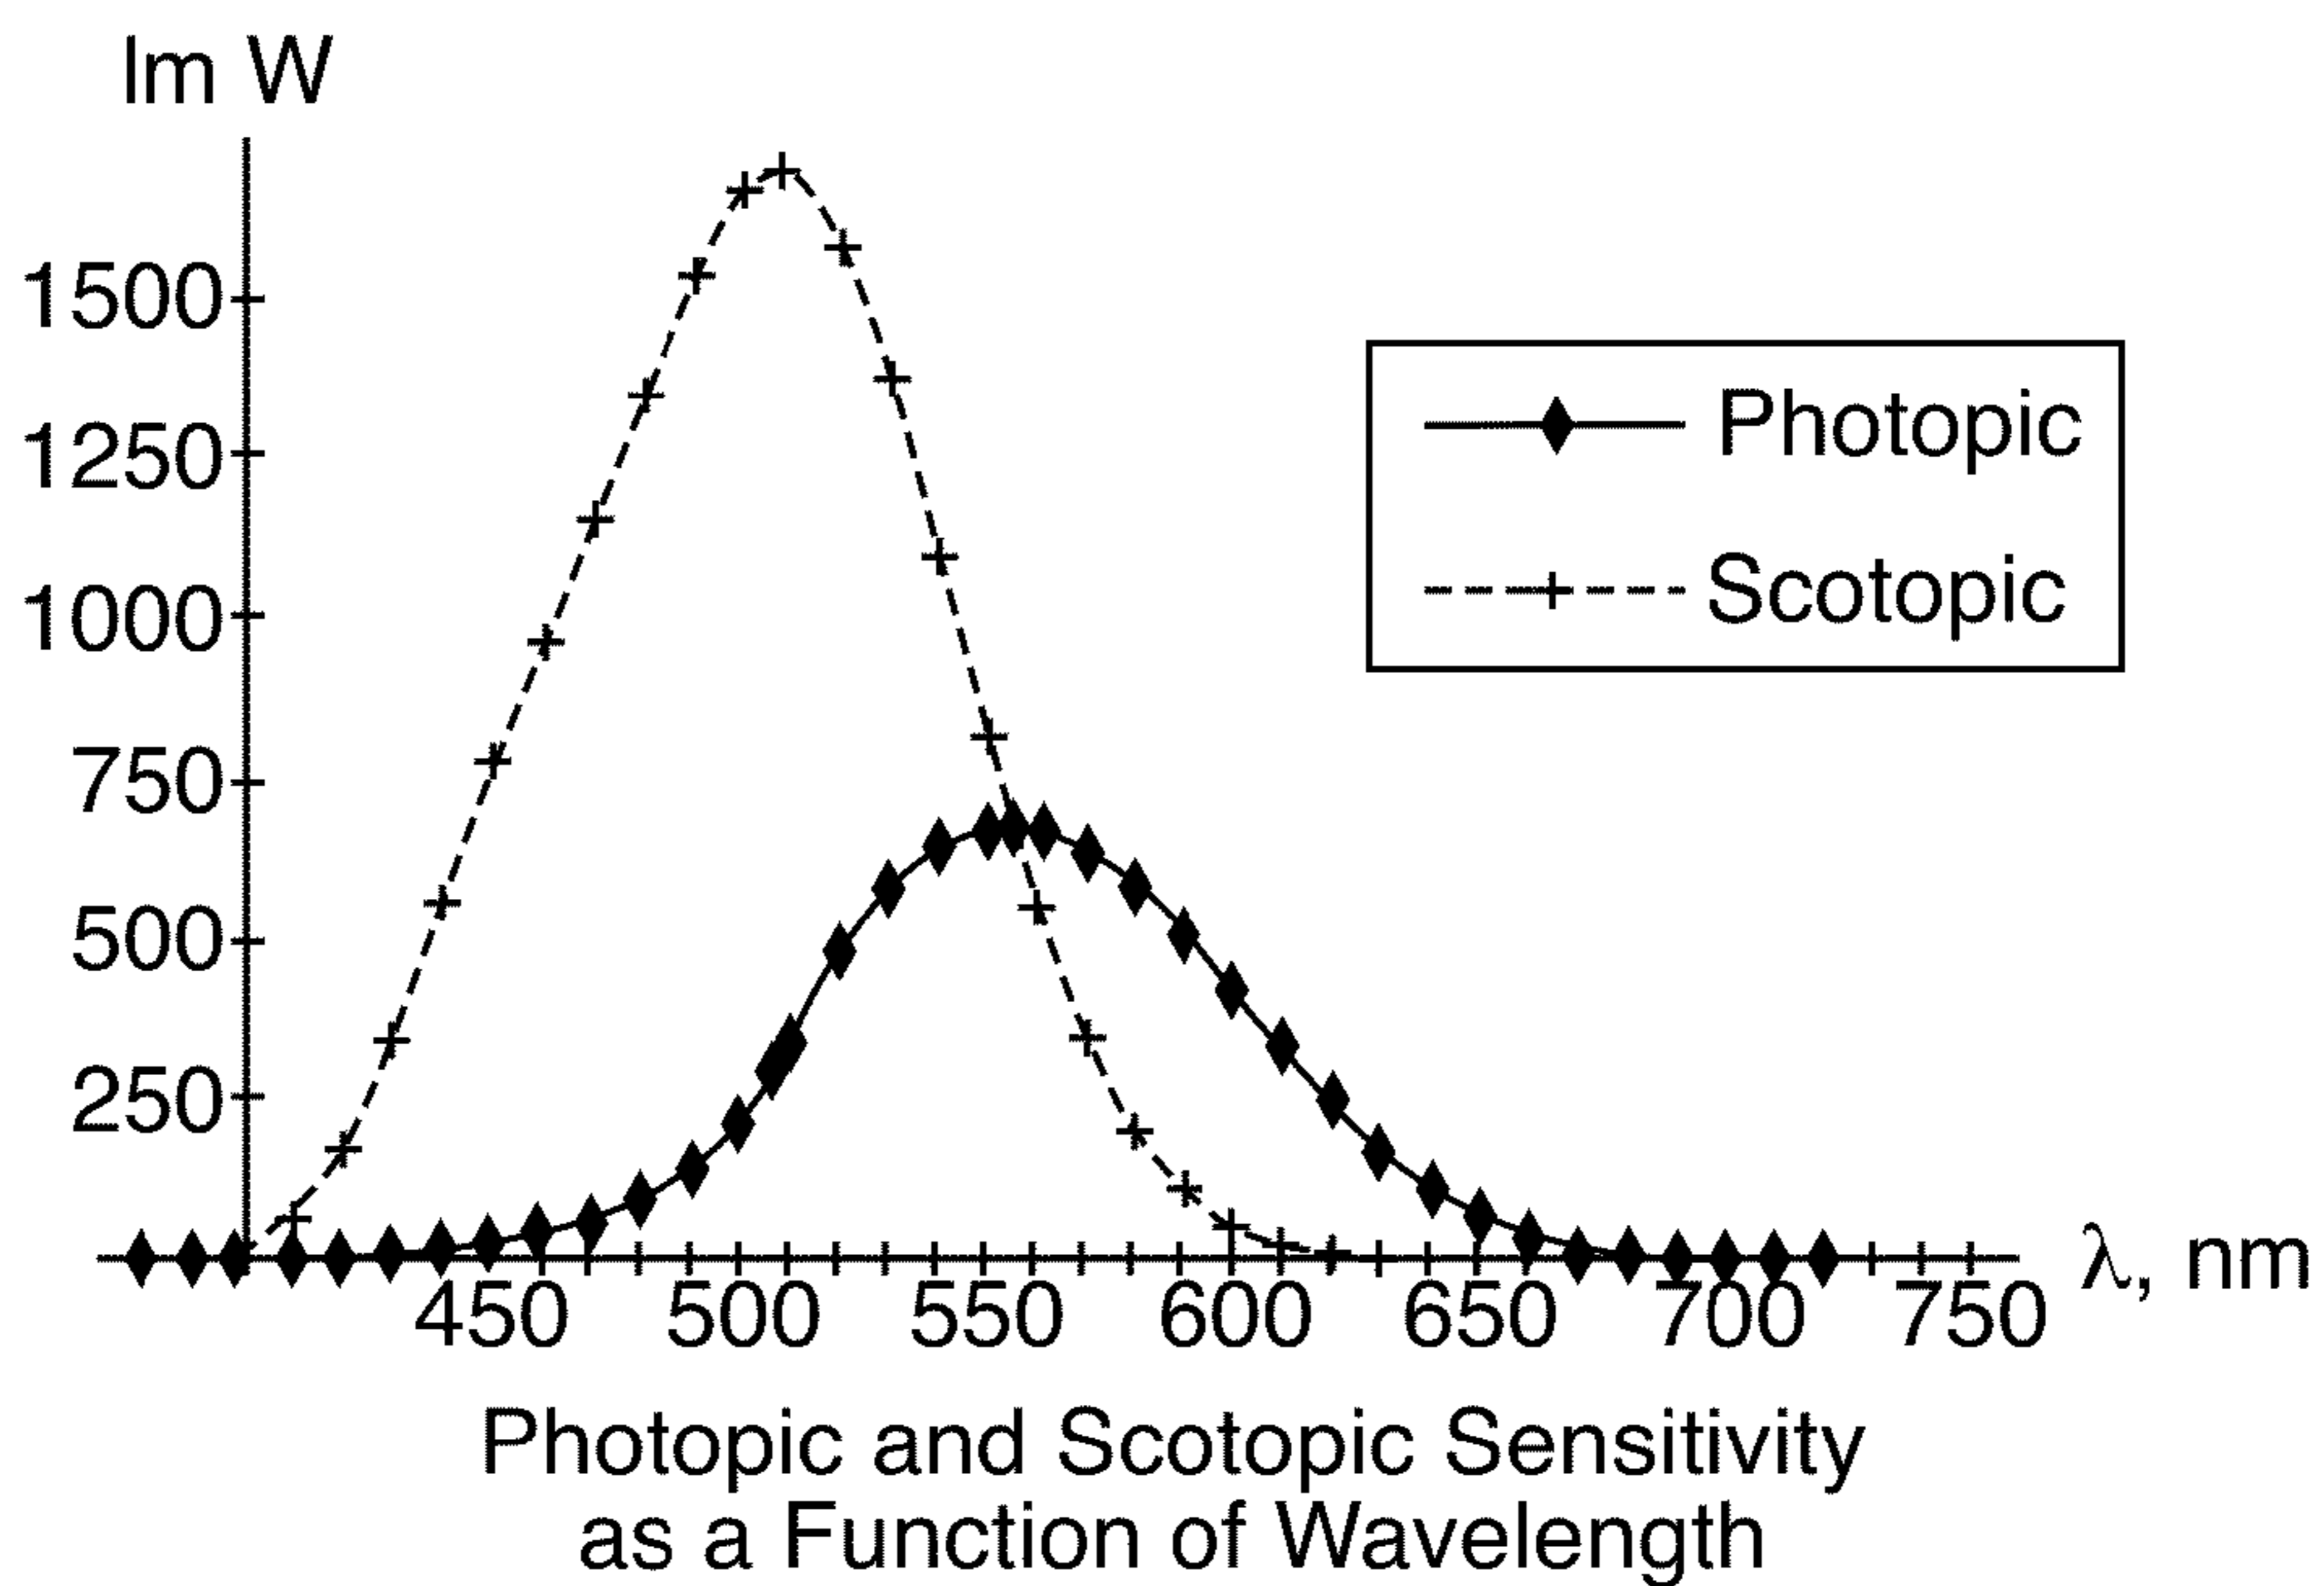 lm W
1500
1250
1000
750
500
250
Photopic
Scotopic
450 500 550 600 650 700 750 λ, nm
Photopic and Scotopic Sensitivity
as a Function of Wavelength